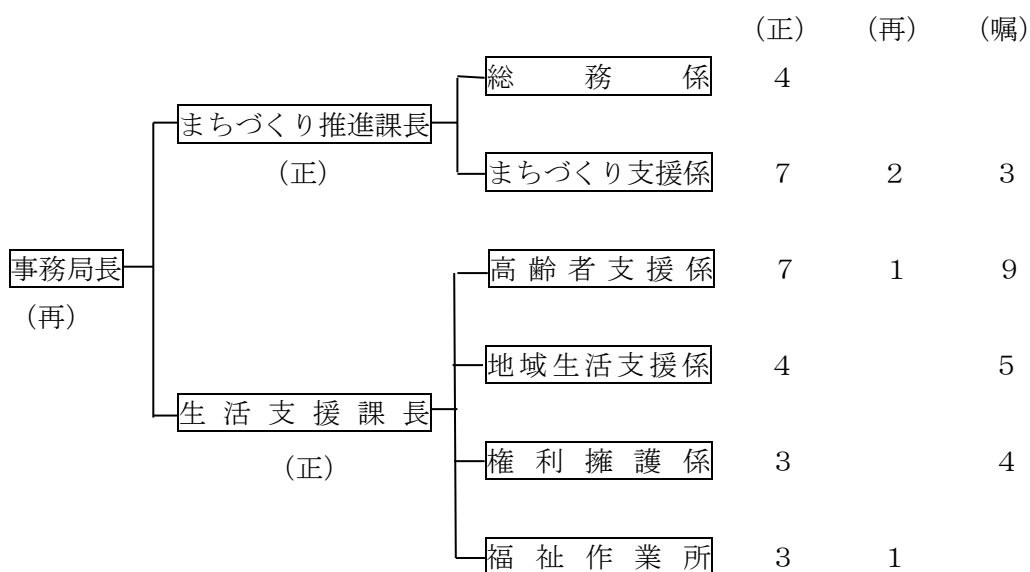 （正） （再） （嘱）
総務係 ４
まちづくり推進課長
（正）
まちづくり支援係 ７ ２ ３
事務局長
（再）
高齢者支援係 ７ １ ９
地域生活支援係 ４ ５
生活支援課長
（正）
権利擁護係 ３ ４
福祉作業所 ３ １